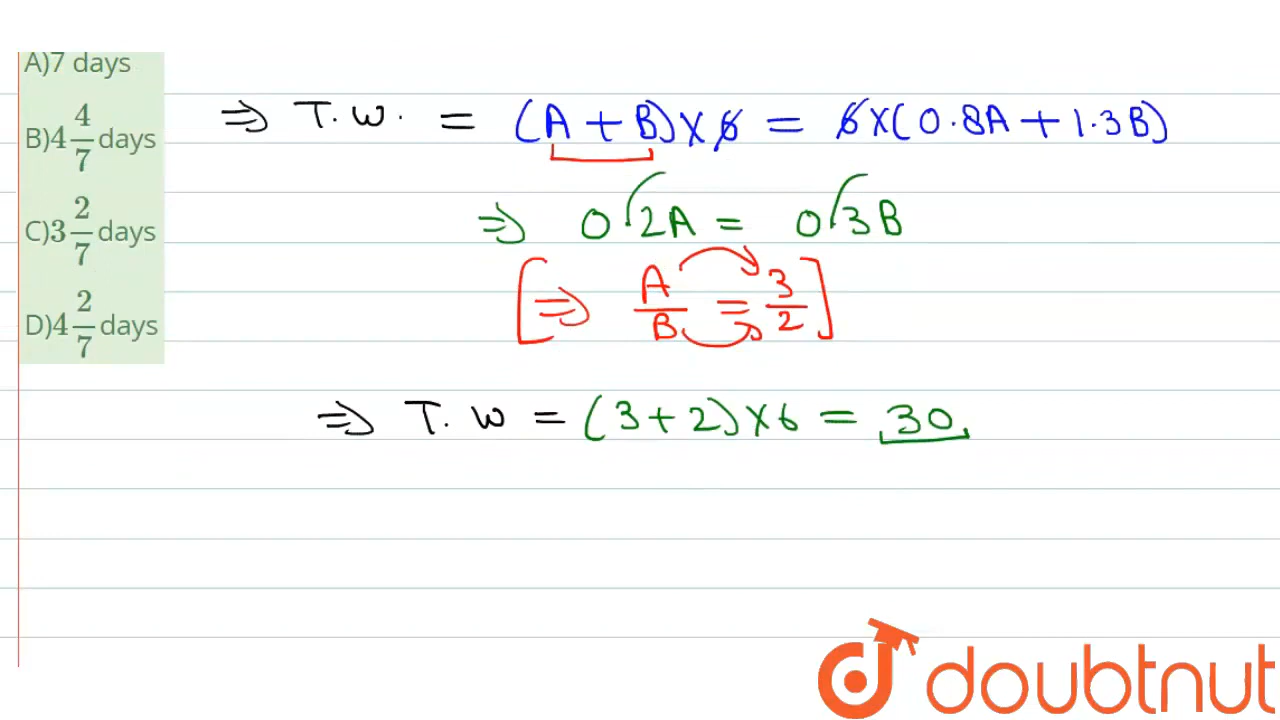 A)7 days
B)4 4/7 days
C)3 2/7 days
D)4 2/7 days
⇒ T.W. = (A + B) × 6 = 6 × (0.8A + 1.3B)
⇒ 0.2A = 0.3B
[⇒ A/B = 3/2]
⇒ T.W = (3 + 2) × 6 = 30
doubtnut